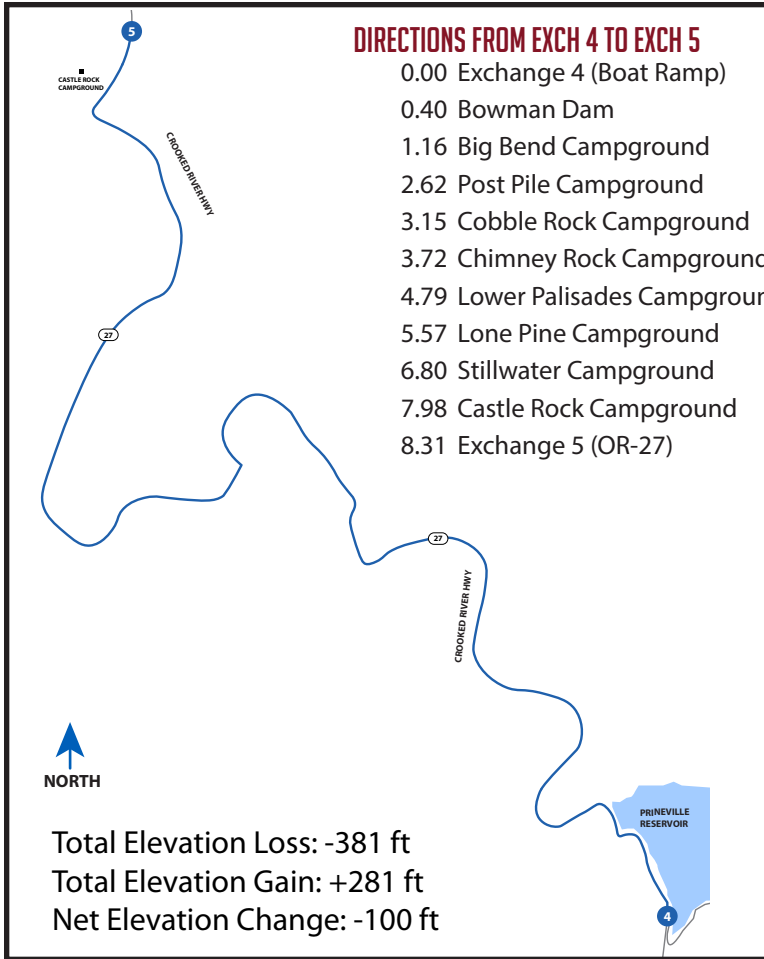 DIRECTIONS FROM EXCH 4 TO EXCH 5
0.00 Exchange 4 (Boat Ramp)
0.40 Bowman Dam
1.16 Big Bend Campground
2.62 Post Pile Campground
3.15 Cobble Rock Campground
3.72 Chimney Rock Campground
4.79 Lower Palisades Campgroun
5.57 Lone Pine Campground
6.80 Stillwater Campground
7.98 Castle Rock Campground
8.31 Exchange 5 (OR-27)
5
CASTLE ROCK
CAMPGROUND
CROOKED RIVER HWY
27
27
CROOKED RIVER HWY
NORTH
PRINEVILLE
RESERVOIR
4
Total Elevation Loss: -381 ft
Total Elevation Gain: +281 ft
Net Elevation Change: -100 ft